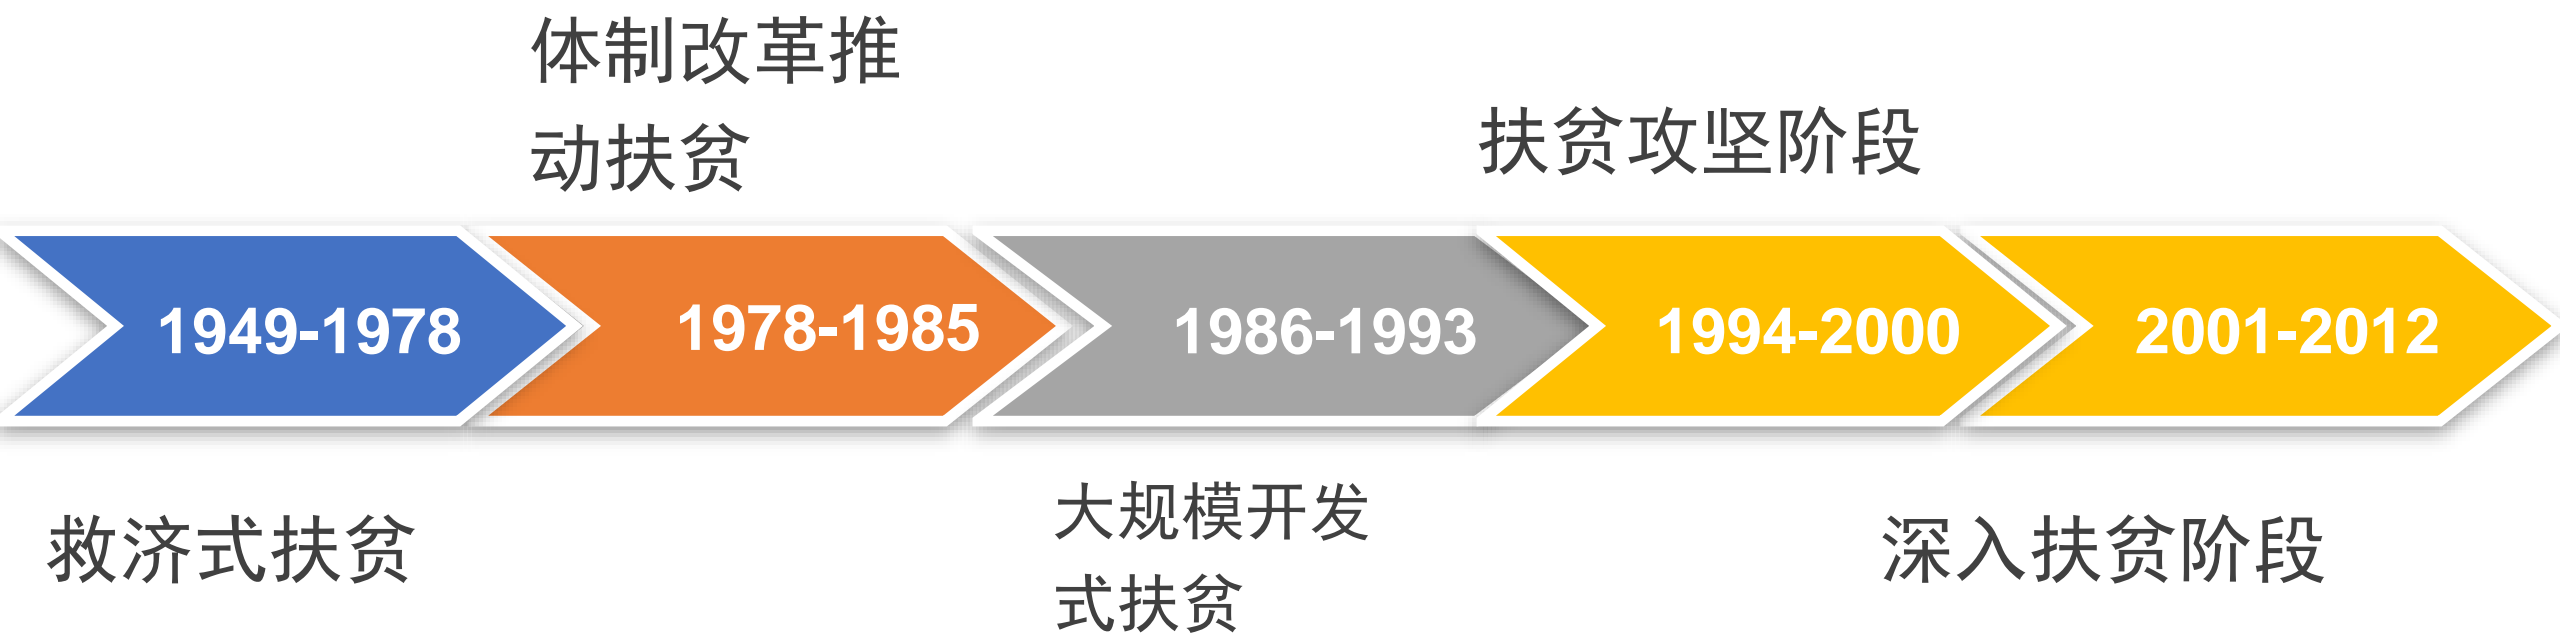 体制改革推
动扶贫
扶贫攻坚阶段
1949-1978
1978-1985
1986-1993
1994-2000
2001-2012
救济式扶贫
大规模开发
式扶贫
深入扶贫阶段